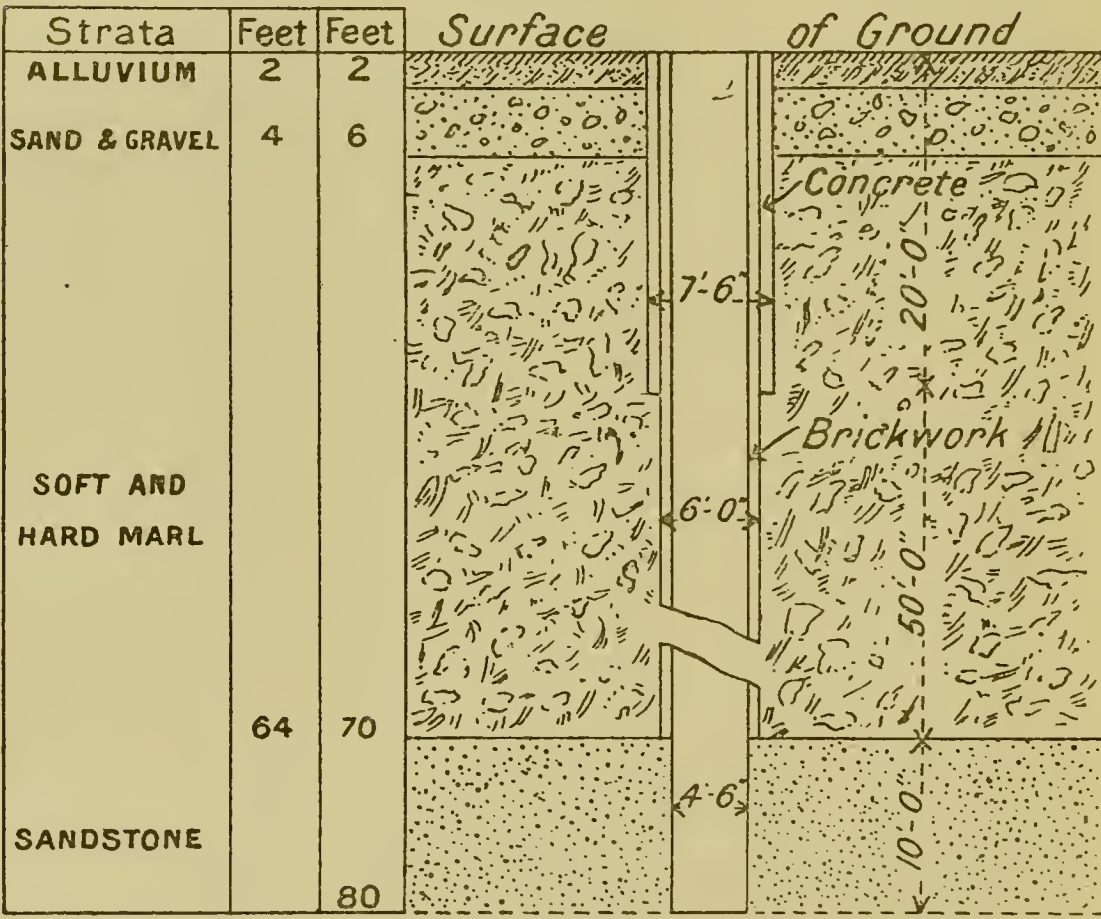 Strata Feet Feet Surface of Ground
ALLUVIUM 2 2
SAND & GRAVEL 4 6
Concrete
7'-6"
20'-0"
Brickwork
SOFT AND
HARD MARL
6'-0"
50'-0"
64 70
4'-6"
10'-0"
SANDSTONE
80